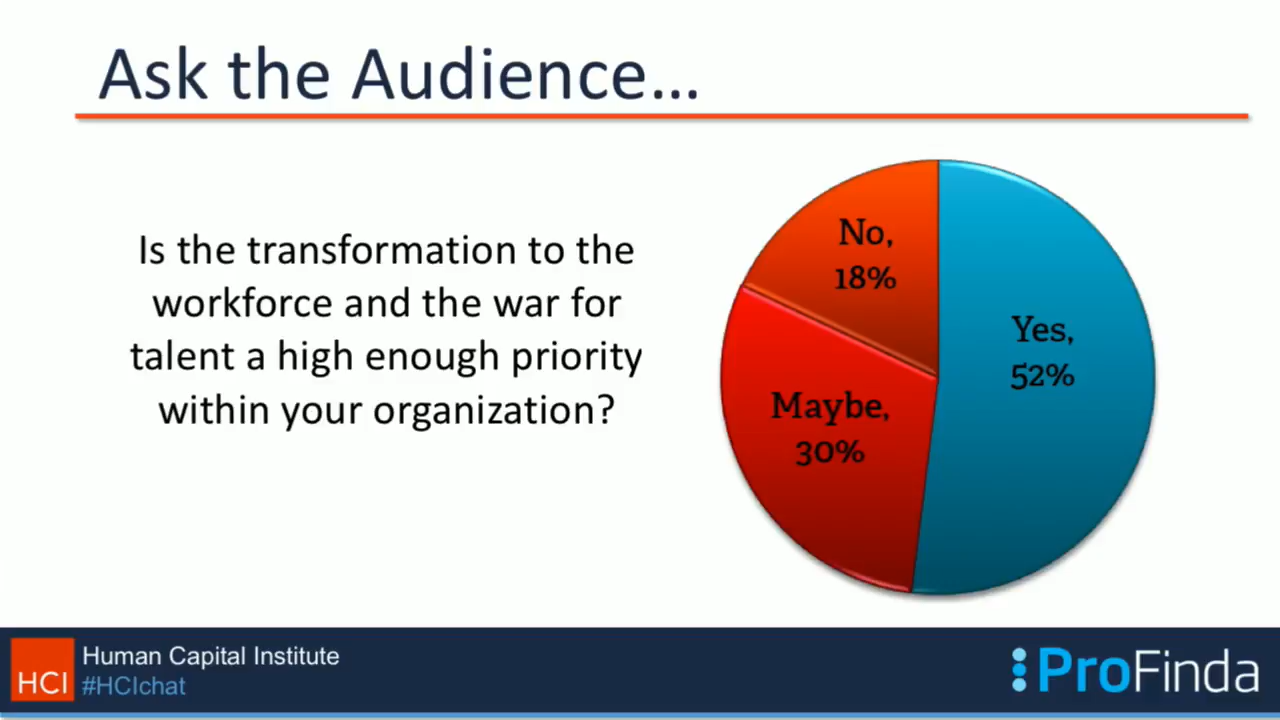 Ask the Audience...
Is the transformation to the
workforce and the war for
talent a high enough priority
within your organization?
No,
18%
Yes,
52%
Maybe,
30%
HCI
Human Capital Institute
#HCIchat
ProFinda